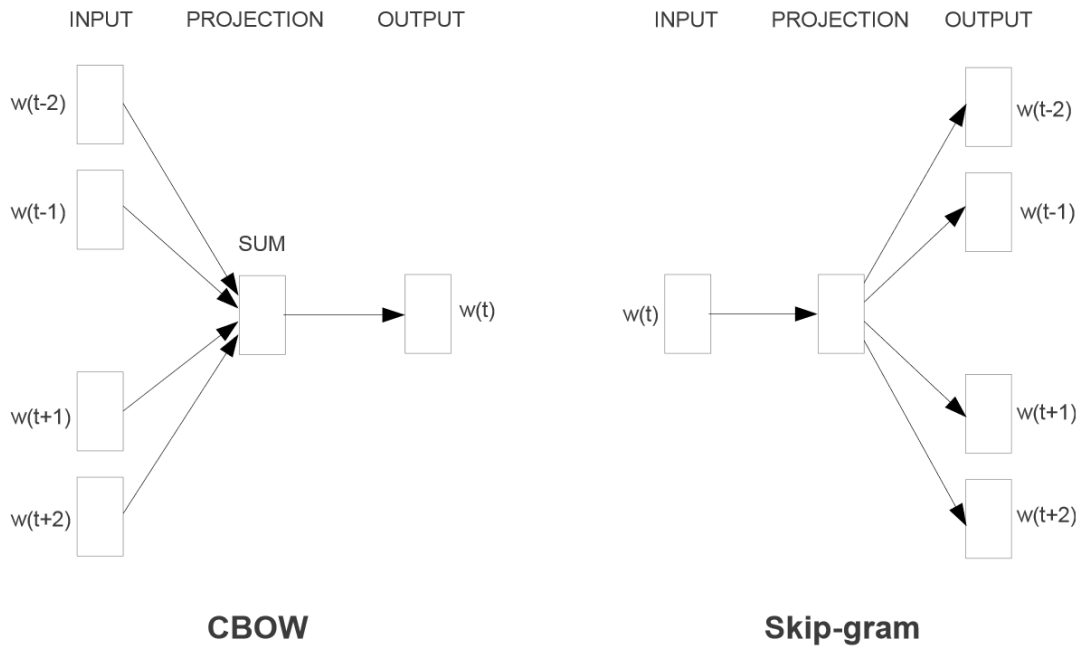 INPUT PROJECTION OUTPUT
w(t-2)
w(t-1)
SUM
w(t)
w(t+1)
w(t+2)
CBOW
INPUT PROJECTION OUTPUT
w(t-2)
w(t-1)
w(t)
w(t+1)
w(t+2)
Skip-gram